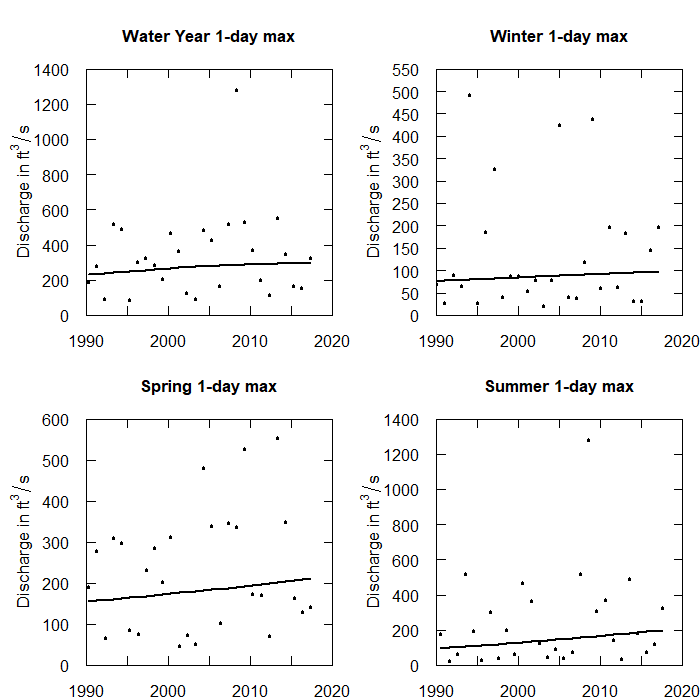 Water Year 1-day max
Discharge in ft³/s
1400
1200
1000
800
600
400
200
0
1990 2000 2010 2020
Winter 1-day max
Discharge in ft³/s
550
500
450
400
350
300
250
200
150
100
50
0
1990 2000 2010 2020
Spring 1-day max
Discharge in ft³/s
600
500
400
300
200
100
0
1990 2000 2010 2020
Summer 1-day max
Discharge in ft³/s
1400
1200
1000
800
600
400
200
0
1990 2000 2010 2020